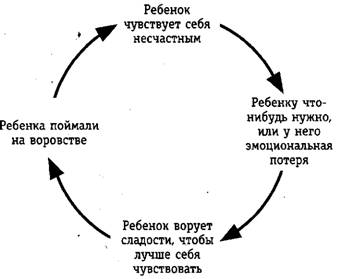 Ребенок
чувствует себя
несчастным
Ребенку что-
нибудь нужно,
или у него
эмоциональная
потеря
Ребенок ворует
сладости, чтобы
лучше себя
чувствовать
Ребенка поймали
на воровстве